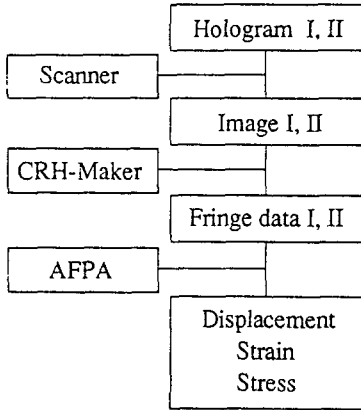 Hologram I, II
Scanner
Image I, II
CRH-Maker
Fringe data I, II
AFPA
Displacement
Strain
Stress